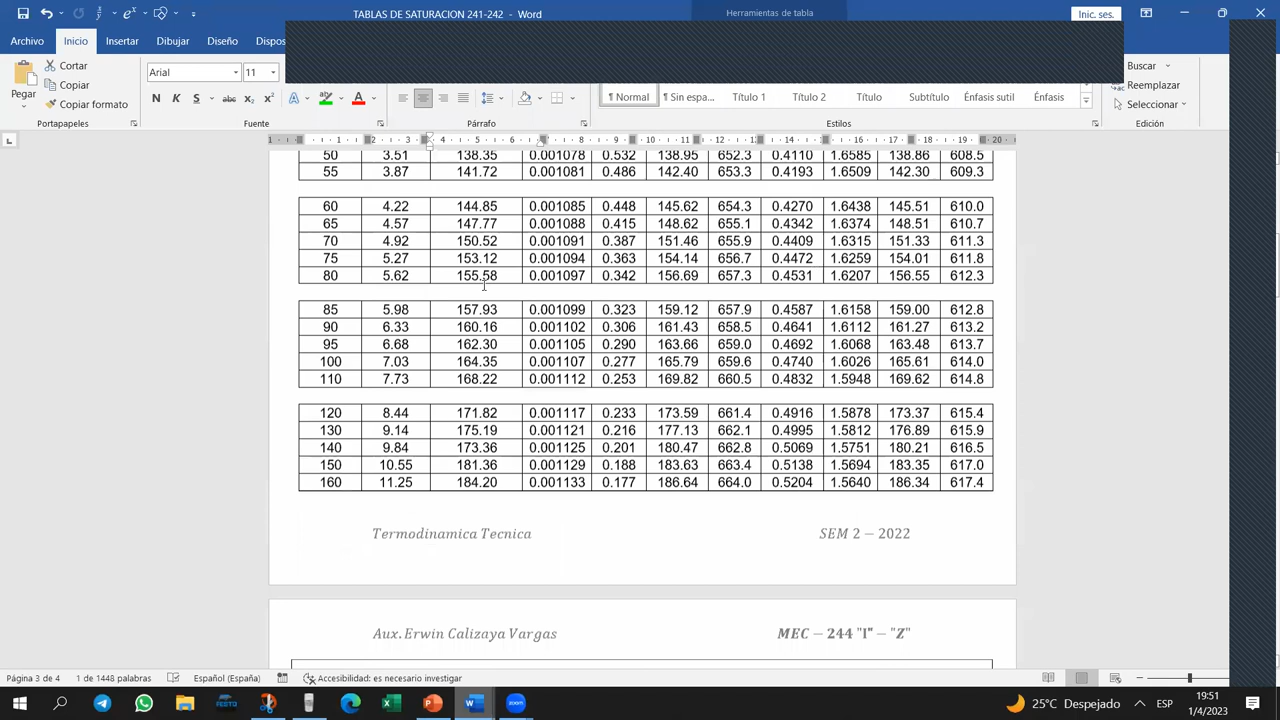 TABLAS DE SATURACION 241-242 - Word
Herramientas de tabla
Inic. ses.
Archivo Inicio Insertar Dibujar Diseño Dispos
Pegar
Cortar
Copiar
Copiar formato
Portapapeles
Arial 11
N K S abc x₂ x²
Fuente
Párrafo
¶ Normal ¶ Sin espa... Título 1 Título 2 Título Subtítulo Énfasis sutil Énfasis
Estilos
Buscar
Reemplazar
Seleccionar
Edición
1 1 2 3 4 5 6 8 9 10 11 12 13 14 15 16 17 18 19 20
50 3.51 138.35 0.001078 0.532 138.95 652.3 0.4110 1.6585 138.86 608.5
55 3.87 141.72 0.001081 0.486 142.40 653.3 0.4193 1.6509 142.30 609.3
60 4.22 144.85 0.001085 0.448 145.62 654.3 0.4270 1.6438 145.51 610.0
65 4.57 147.77 0.001088 0.415 148.62 655.1 0.4342 1.6374 148.51 610.7
70 4.92 150.52 0.001091 0.387 151.46 655.9 0.4409 1.6315 151.33 611.3
75 5.27 153.12 0.001094 0.363 154.14 656.7 0.4472 1.6259 154.01 611.8
80 5.62 155.58 0.001097 0.342 156.69 657.3 0.4531 1.6207 156.55 612.3
85 5.98 157.93 0.001099 0.323 159.12 657.9 0.4587 1.6158 159.00 612.8
90 6.33 160.16 0.001102 0.306 161.43 658.5 0.4641 1.6112 161.27 613.2
95 6.68 162.30 0.001105 0.290 163.66 659.0 0.4692 1.6068 163.48 613.7
100 7.03 164.35 0.001107 0.277 165.79 659.6 0.4740 1.6026 165.61 614.0
110 7.73 168.22 0.001112 0.253 169.82 660.5 0.4832 1.5948 169.62 614.8
120 8.44 171.82 0.001117 0.233 173.59 661.4 0.4916 1.5878 173.37 615.4
130 9.14 175.19 0.001121 0.216 177.13 662.1 0.4995 1.5812 176.89 615.9
140 9.84 173.36 0.001125 0.201 180.47 662.8 0.5069 1.5751 180.21 616.5
150 10.55 181.36 0.001129 0.188 183.63 663.4 0.5138 1.5694 183.35 617.0
160 11.25 184.20 0.001133 0.177 186.64 664.0 0.5204 1.5640 186.34 617.4
Termodinamica Tecnica SEM 2 − 2022
Aux. Erwin Calizaya Vargas MEC − 244 "I" − "Z"
Página 3 de 4 1 de 1448 palabras Español (España) Accesibilidad: es necesario investigar
FESTO
zoom
25°C Despejado
ESP
19:51
1/4/2023